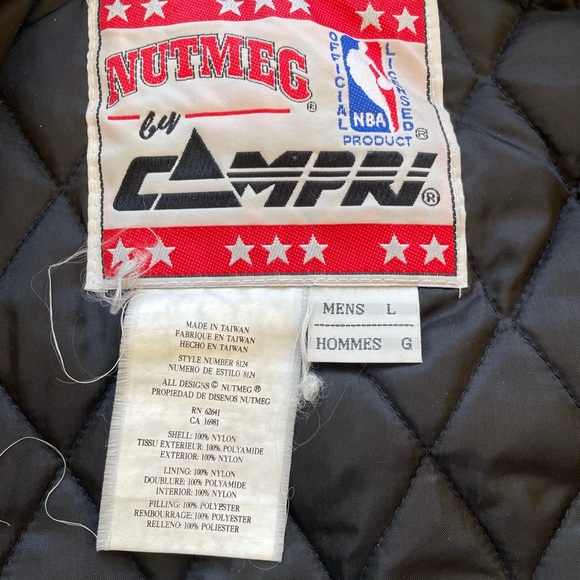 NUTMEG®
by
CAMPRI®
OFFICIAL
LICENSED
NBA
PRODUCT®
MENS L
HOMMES G
MADE IN TAIWAN
FABRIQUE EN TAIWAN
HECHO EN TAIWAN
STYLE NUMBER 8124
NUMERO DE ESTILO 8124
ALL DESIGNS© NUTMEG®
PROPIEDAD DE DISENOS NUTMEG
RN 62641
CA 16981
SHELL: 100% NYLON
TISSU EXTERIEUR: 100% POLYAMIDE
EXTERIOR: 100% NYLON
LINING: 100% NYLON
DOUBLURE: 100% POLYAMIDE
INTERIOR: 100% NYLON
FILLING: 100% POLYESTER
REMBOURRAGE: 100% POLYESTER
RELLENO: 100% POLIESTER